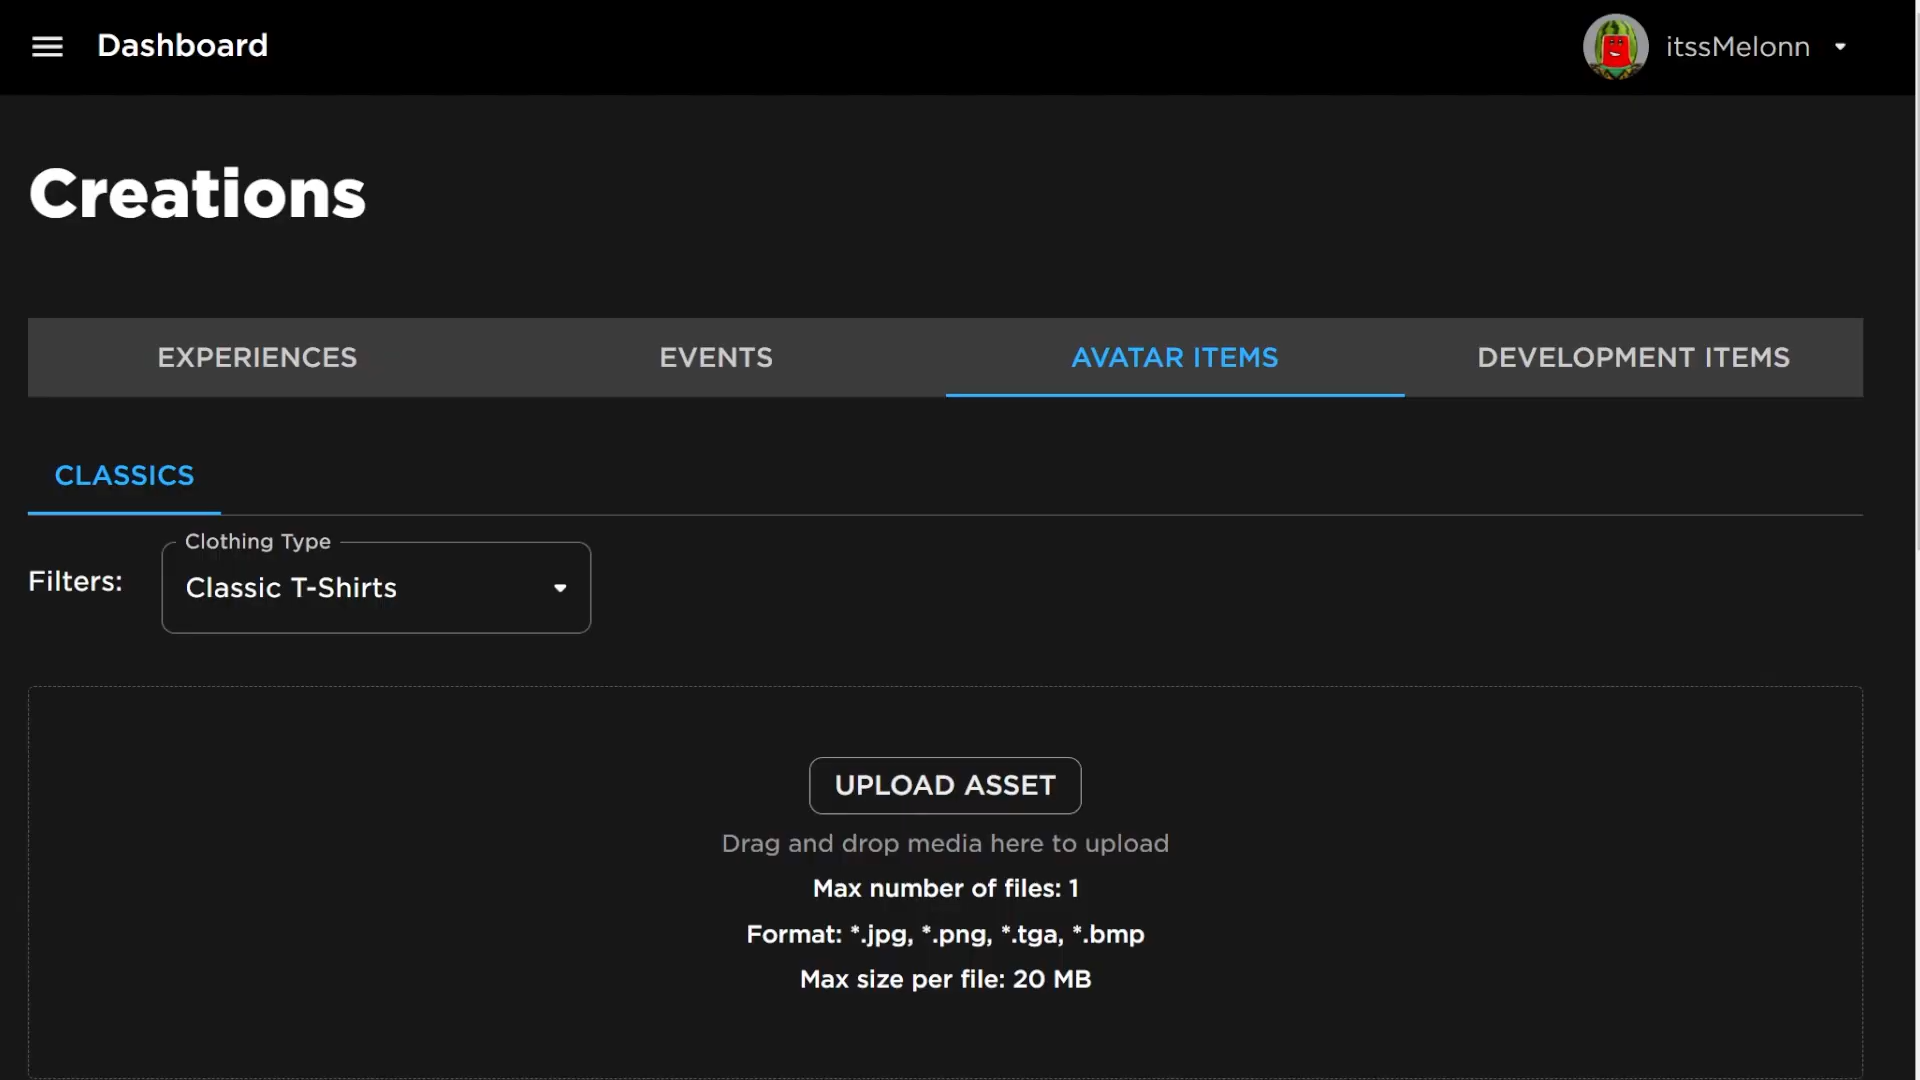 Dashboard
itssMelonn
Creations
EXPERIENCES
EVENTS
AVATAR ITEMS
DEVELOPMENT ITEMS
CLASSICS
Filters:
Clothing Type
Classic T-Shirts
UPLOAD ASSET
Drag and drop media here to upload
Max number of files: 1
Format: *.jpg, *.png, *.tga, *.bmp
Max size per file: 20 MB